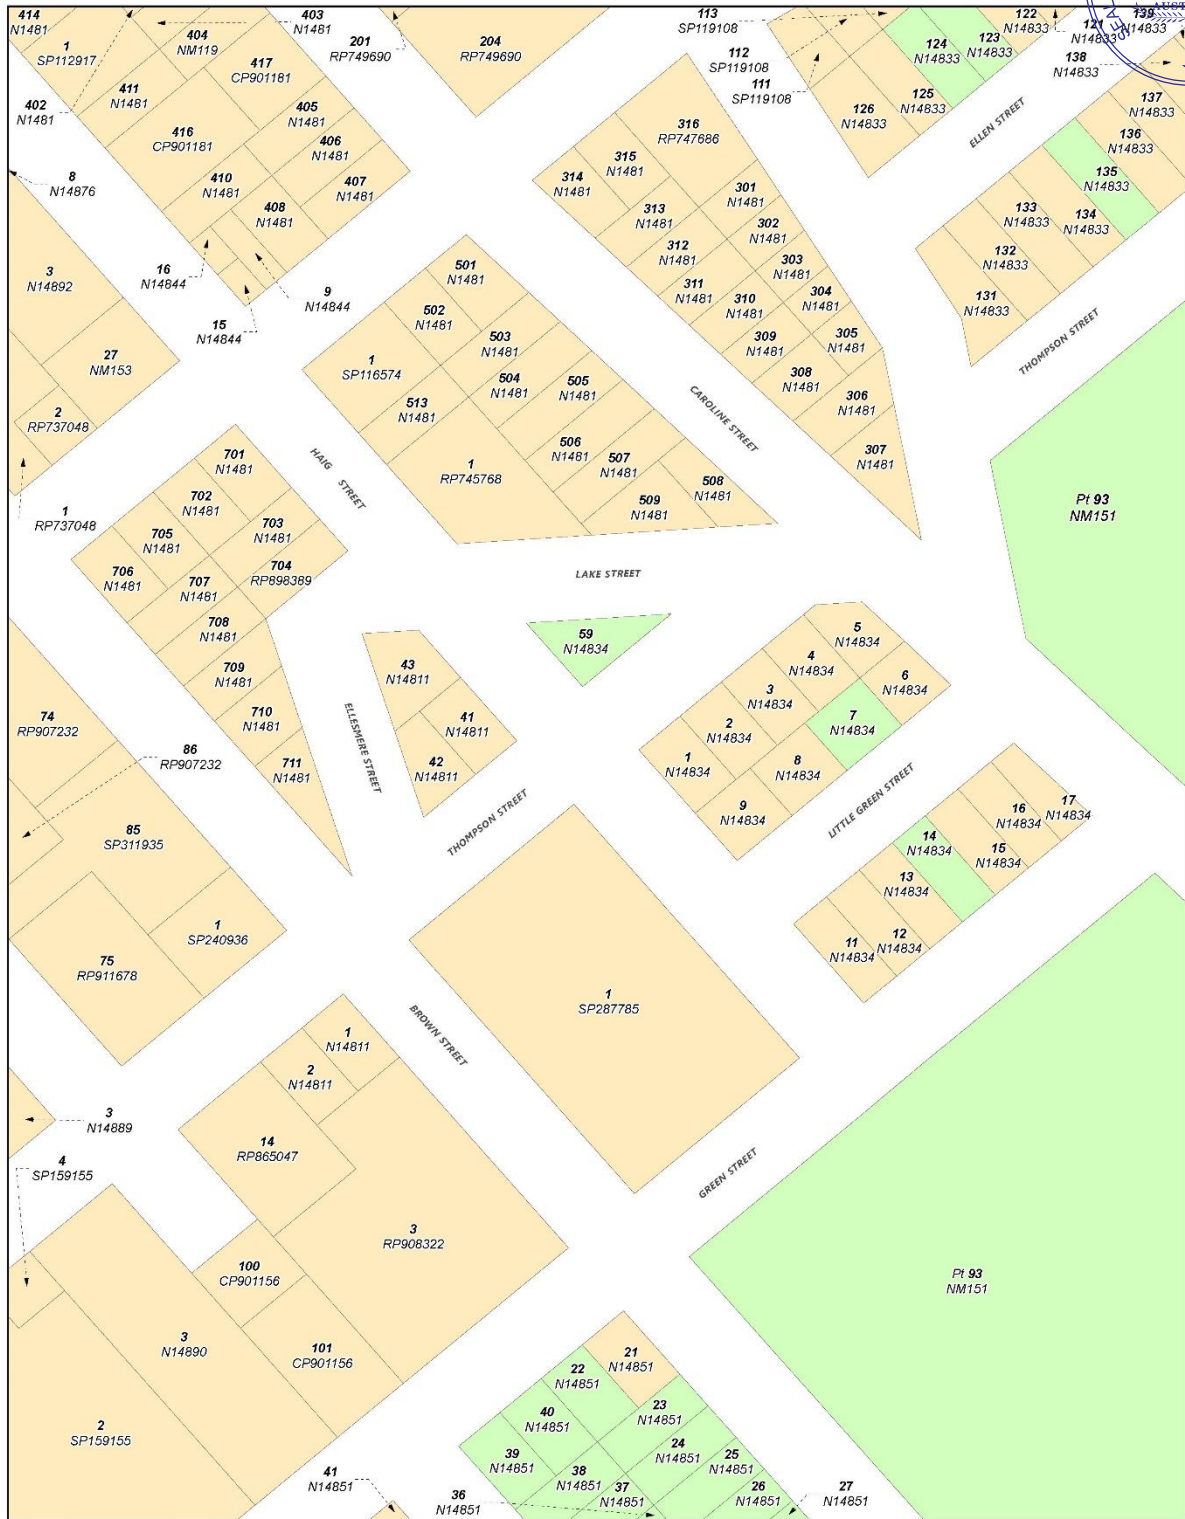 414
N1481
1
SP112917
404
NM119
403
N1481
417
CP901181
201
RP749690
204
RP749690
113
SP119108
112
SP119108
111
SP119108
124
N14833
123
N14833
122
N14833
121
N14833
139
N14833
138
N14833
AUST
SEAL
402
N1481
411
N1481
416
CP901181
405
N1481
406
N1481
407
N1481
410
N1481
408
N1481
126
N14833
125
N14833
ELLEN STREET
137
N14833
136
N14833
135
N14833
134
N14833
133
N14833
132
N14833
131
N14833
THOMPSON STREET
8
N14876
3
N14892
16
N14844
9
N14844
15
N14844
27
NM153
2
RP737048
1
RP737048
316
RP747686
315
N1481
314
N1481
313
N1481
301
N1481
302
N1481
312
N1481
303
N1481
311
N1481
310
N1481
304
N1481
309
N1481
305
N1481
308
N1481
306
N1481
307
N1481
501
N1481
502
N1481
503
N1481
1
SP116574
504
N1481
505
N1481
513
N1481
506
N1481
507
N1481
508
N1481
509
N1481
1
RP745768
CAROLINE STREET
HAIG STREET
Pt 93
NM151
701
N1481
702
N1481
703
N1481
705
N1481
704
RP898389
706
N1481
707
N1481
708
N1481
709
N1481
710
N1481
711
N1481
LAKE STREET
59
N14834
43
N14811
41
N14811
42
N14811
ELLESMERE STREET
THOMPSON STREET
5
N14834
4
N14834
6
N14834
3
N14834
7
N14834
2
N14834
8
N14834
1
N14834
9
N14834
LITTLE GREEN STREET
17
N14834
16
N14834
15
N14834
14
N14834
13
N14834
12
N14834
11
N14834
74
RP907232
86
RP907232
85
SP311935
1
SP240936
75
RP911678
1
SP287785
BROWN STREET
1
N14811
2
N14811
3
N14889
14
RP865047
4
SP159155
3
RP908322
GREEN STREET
100
CP901156
101
CP901156
3
N14890
2
SP159155
Pt 93
NM151
21
N14851
22
N14851
23
N14851
40
N14851
24
N14851
25
N14851
39
N14851
38
N14851
37
N14851
26
N14851
27
N14851
41
N14851
36
N14851